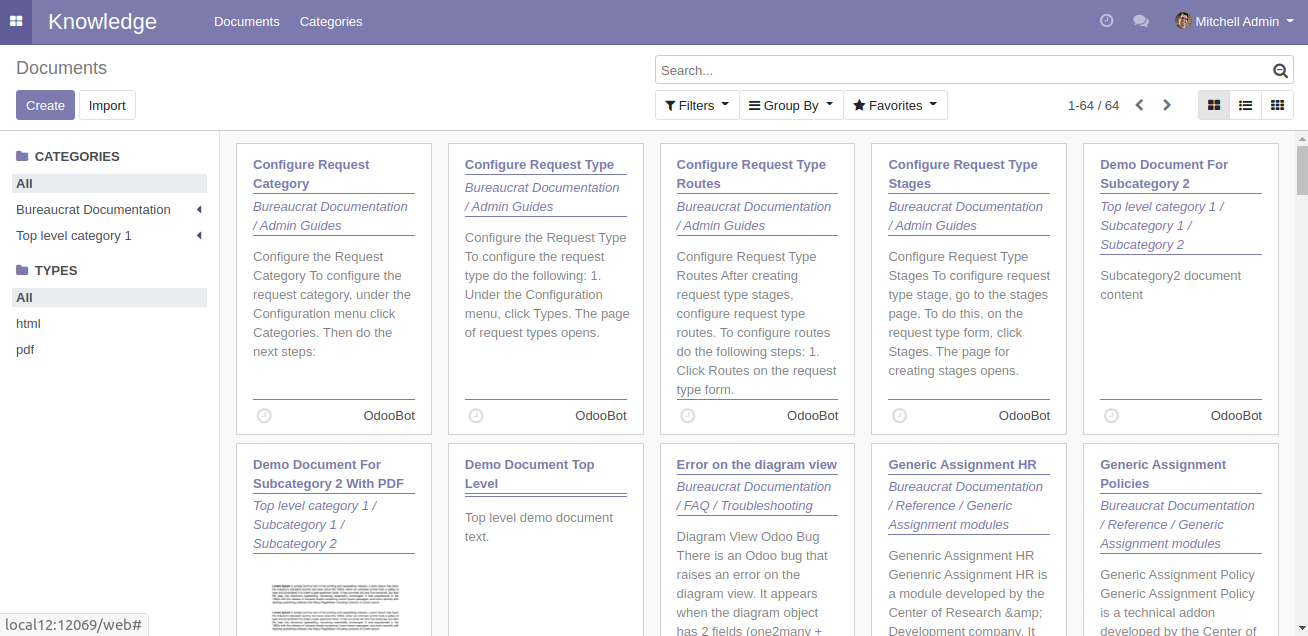 Knowledge
Documents
Categories
Mitchell Admin
Documents
Search...
Create
Import
Filters
Group By
Favorites
1-64 / 64
CATEGORIES
All
Bureaucrat Documentation
Top level category 1
TYPES
All
html
pdf
Configure Request
Category
Bureaucrat Documentation
/ Admin Guides
Configure the Request
Category To configure the
request category, under the
Configuration menu click
Categories. Then do the
next steps:
OdooBot
Configure Request Type
Bureaucrat Documentation
/ Admin Guides
Configure the Request Type
To configure the request
type do the following: 1.
Under the Configuration
menu, click Types. The page
of request types opens.
OdooBot
Configure Request Type
Routes
Bureaucrat Documentation
/ Admin Guides
Configure Request Type
Routes After creating
request type stages,
configure request type
routes. To configure routes
do the following steps: 1.
Click Routes on the request
type form.
OdooBot
Configure Request Type
Stages
Bureaucrat Documentation
/ Admin Guides
Configure Request Type
Stages To configure request
type stage, go to the stages
page. To do this, on the
request type form, click
Stages. The page for
creating stages opens.
OdooBot
Demo Document For
Subcategory 2
Top level category 1 /
Subcategory 1 /
Subcategory 2
Subcategory2 document
content
OdooBot
Demo Document For
Subcategory 2 With PDF
Top level category 1 /
Subcategory 1 /
Subcategory 2
Demo Document Top
Level
Top level demo document
text.
Error on the diagram view
Bureaucrat Documentation
/ FAQ / Troubleshooting
Diagram View Odoo Bug
There is an Odoo bug that
raises an error on the
diagram view. It appears
when the diagram object
has 2 fields (one2many +
Generic Assignment HR
Bureaucrat Documentation
/ Reference / Generic
Assignment modules
Genenric Assignment HR
Genenric Assignment HR is
a module developed by the
Center of Research &amp;
Development company. It
Generic Assignment
Policies
Bureaucrat Documentation
/ Reference / Generic
Assignment modules
Generic Assignment Policy
Generic Assignment Policy
is a technical addon
developed by the Center of
local12:12069/web#